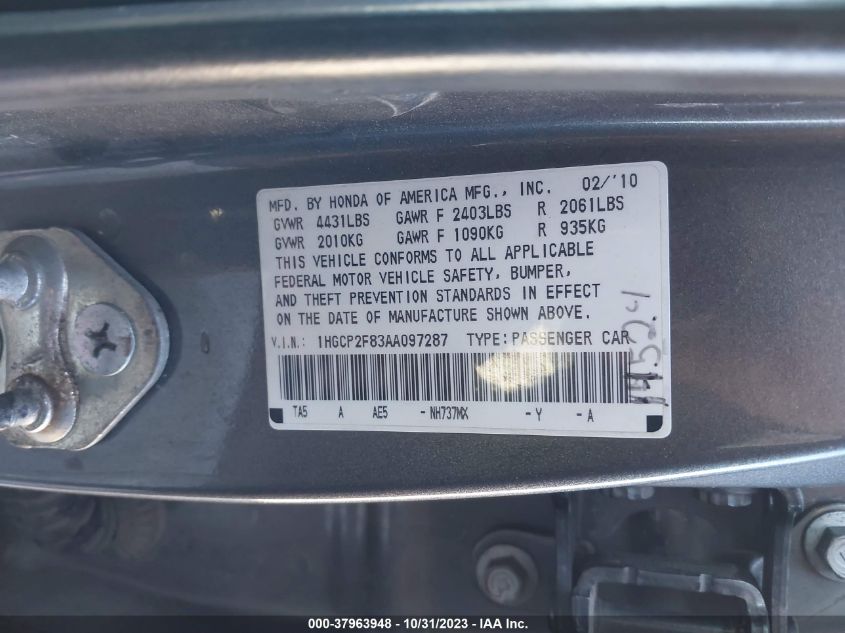 MFD. BY HONDA OF AMERICA MFG., INC. 02/'10
GVWR 4431LBS GAWR F 2403LBS R 2061LBS
GVWR 2010KG GAWR F 1090KG R 935KG
THIS VEHICLE CONFORMS TO ALL APPLICABLE
FEDERAL MOTOR VEHICLE SAFETY, BUMPER,
AND THEFT PREVENTION STANDARDS IN EFFECT
ON THE DATE OF MANUFACTURE SHOWN ABOVE.
V.I.N.: 1HGCP2F83AA097287 TYPE: PASSENGER CAR
TA5 A AE5 - NH737MX - Y - A
000-37963948 - 10/31/2023 - IAA Inc.